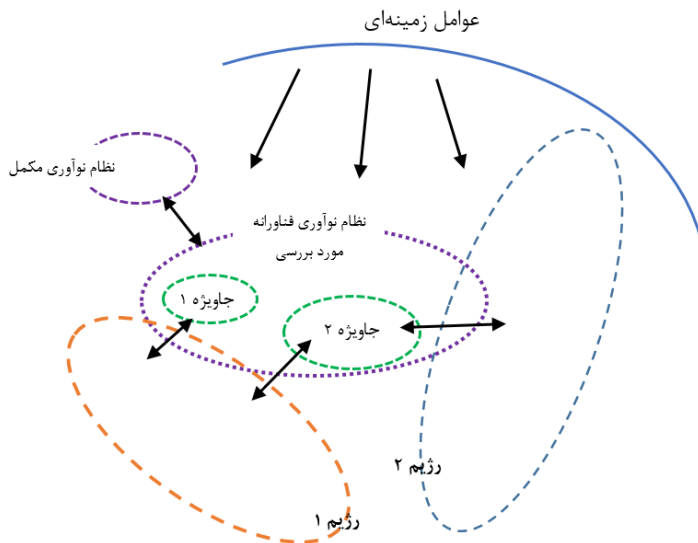 عوامل زمینه‌ای
نظام نوآوری مکمل
نظام نوآوری فناورانه
مورد بررسی
جاویژه ۱
جاویژه ۲
رژیم ۲
رژیم ۱